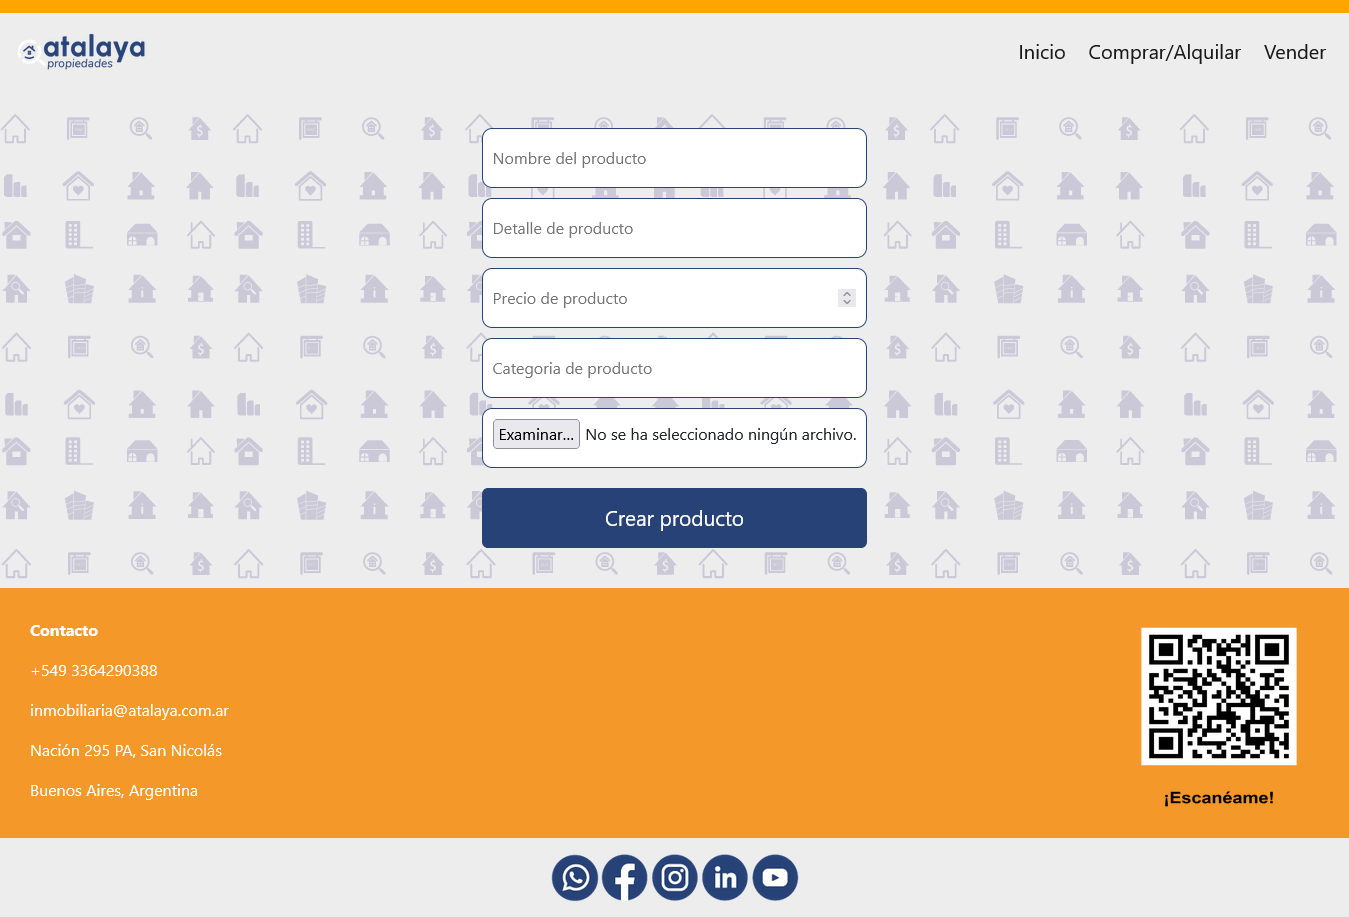 atalaya
propiedades
Inicio
Comprar/Alquilar
Vender
Nombre del producto
Detalle de producto
Precio de producto
Categoria de producto
Examinar... No se ha seleccionado ningún archivo.
Crear producto
Contacto
+549 3364290388
inmobiliaria@atalaya.com.ar
Nación 295 PA, San Nicolás
Buenos Aires, Argentina
¡Escanéame!